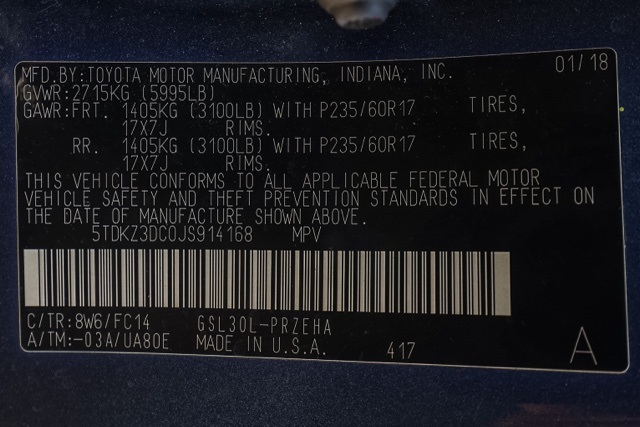 MFD.BY:TOYOTA MOTOR MANUFACTURING, INDIANA, INC. 01/18
GVWR:2715KG (5995LB)
GAWR:FRT. 1405KG (3100LB) WITH P235/60R17 TIRES,
17X7J RIMS.
RR. 1405KG (3100LB) WITH P235/60R17 TIRES,
17X7J RIMS.
THIS VEHICLE CONFORMS TO ALL APPLICABLE FEDERAL MOTOR
VEHICLE SAFETY AND THEFT PREVENTION STANDARDS IN EFFECT ON
THE DATE OF MANUFACTURE SHOWN ABOVE.
5TDKZ3DC0JS914168 MPV
C/TR:8W6/FC14 GSL30L-PRZEHA
A/TM:-03A/UA80E MADE IN U.S.A. 417 A